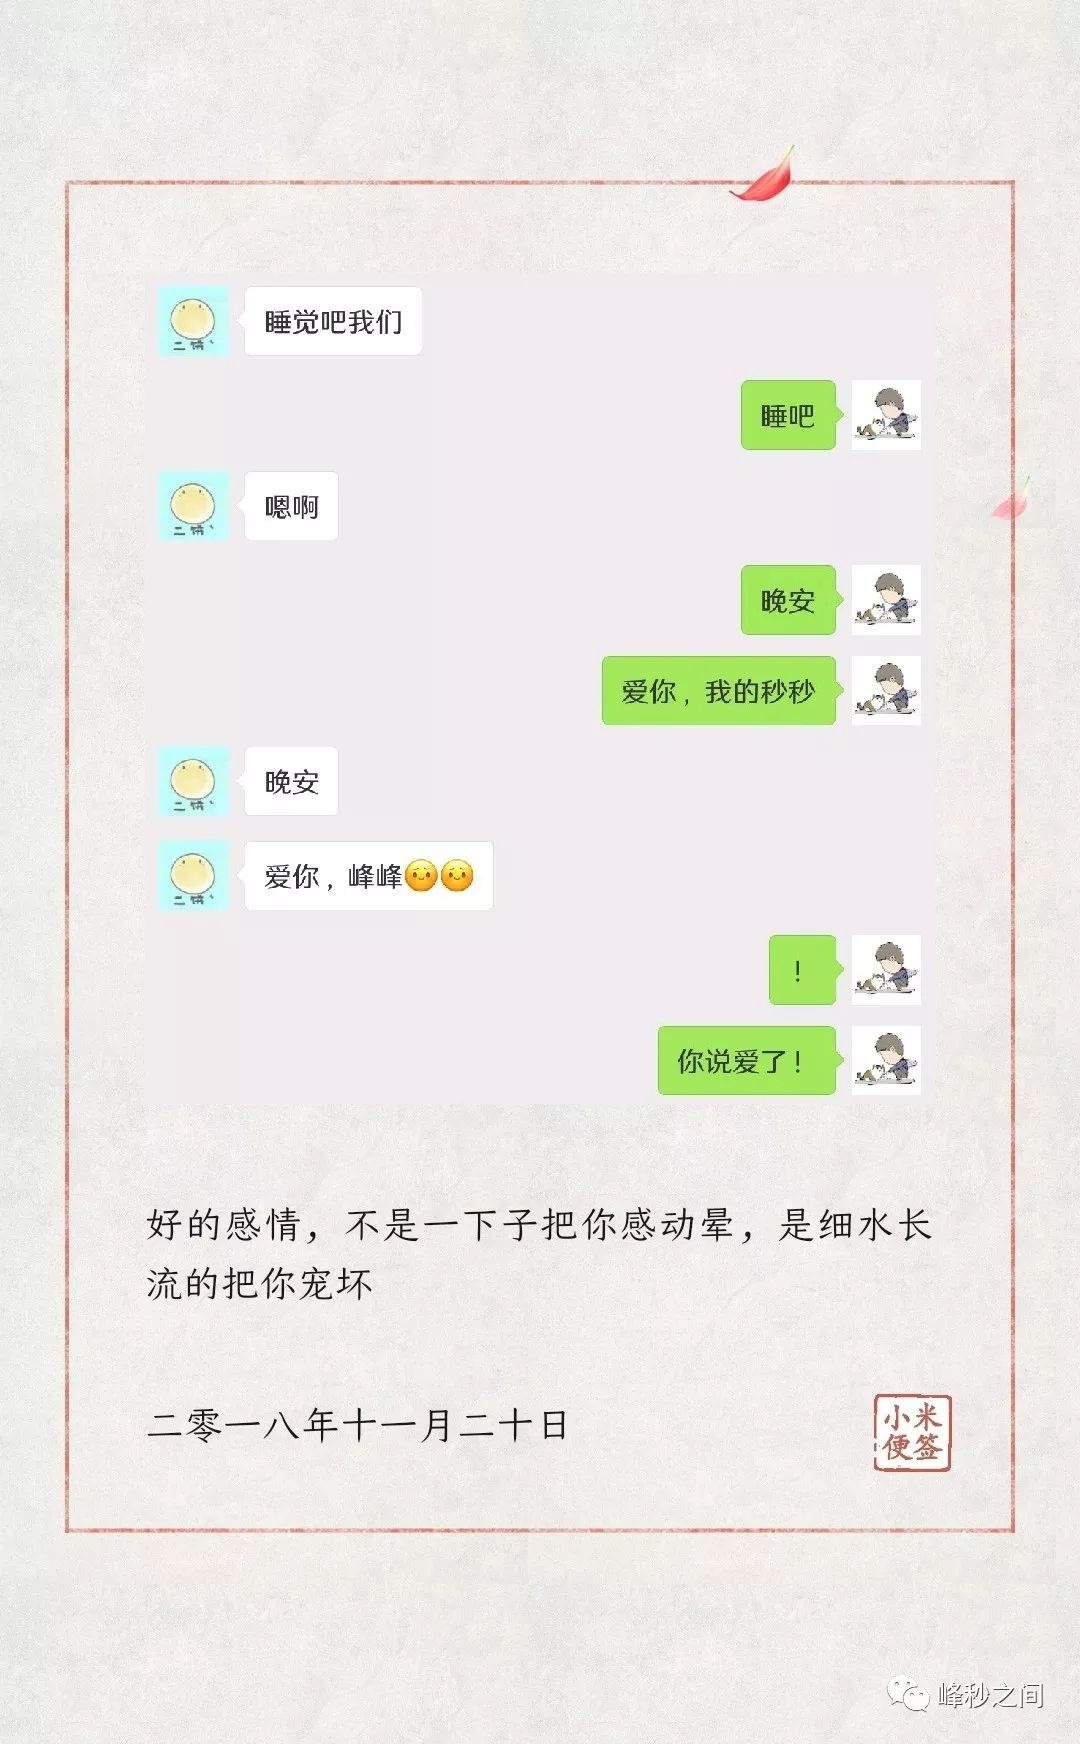 睡觉吧我们
二饼、
睡吧
嗯啊
二饼、
晚安
爱你，我的秒秒
晚安
二饼、
爱你，峰峰
二饼、
！
你说爱了！
好的感情，不是一下子把你感动晕，是细水长
流的把你宠坏
二零一八年十一月二十日
小米
便签
峰秒之间